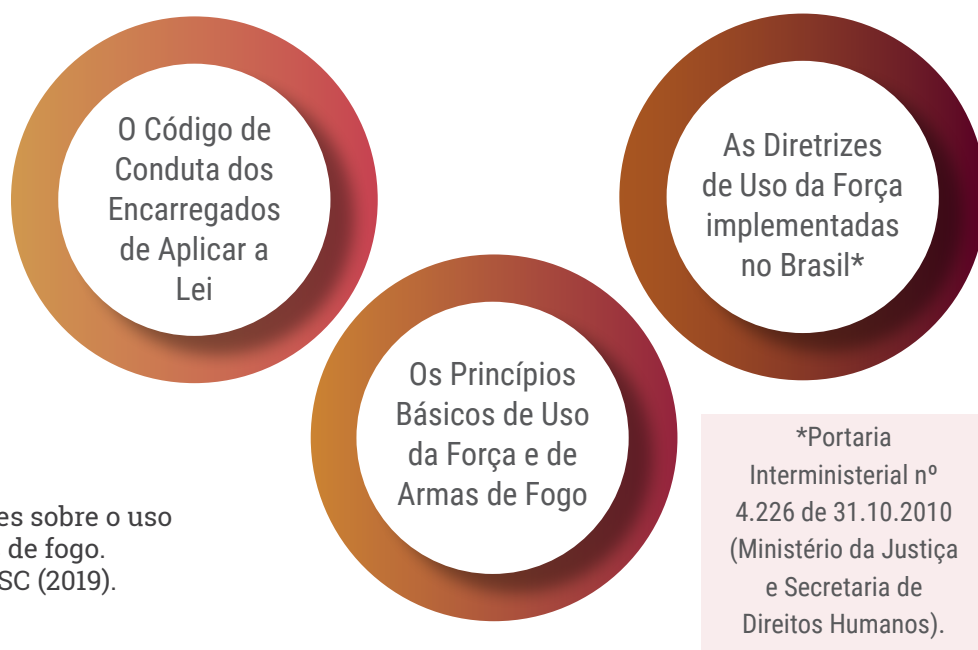 O Código de
Conduta dos
Encarregados
de Aplicar a
Lei
Os Princípios
Básicos de Uso
da Força e de
Armas de Fogo
As Diretrizes
de Uso da Força
implementadas
no Brasil*
*Portaria
Interministerial nº
4.226 de 31.10.2010
(Ministério da Justiça
e Secretaria de
Direitos Humanos).
es sobre o uso
de fogo.
SC (2019).